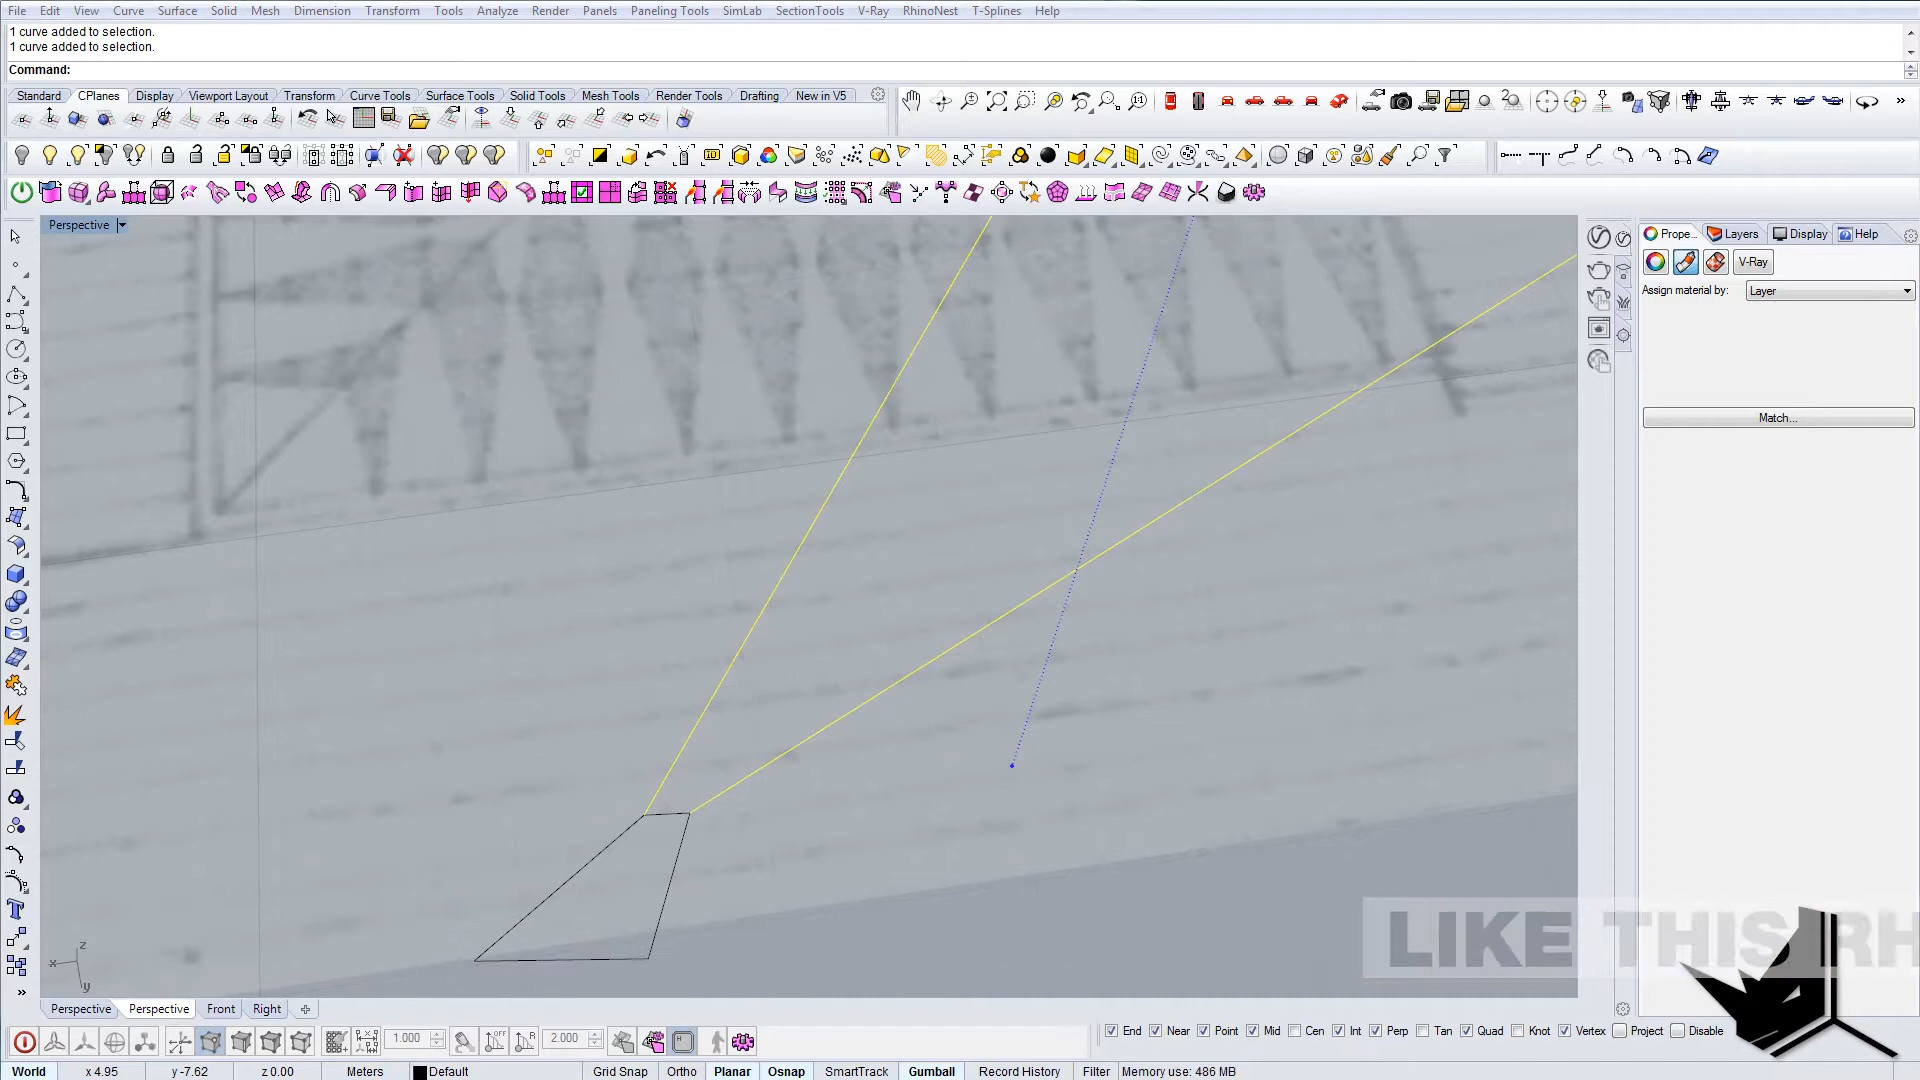 File Edit View Curve Surface Solid Mesh Dimension Transform Tools Analyze Render Panels Paneling Tools SimLab SectionTools V-Ray RhinoNest T-Splines Help
1 curve added to selection.
1 curve added to selection.
Command:
Standard CPlanes Display Viewport Layout Transform Curve Tools Surface Tools Solid Tools Mesh Tools Render Tools Drafting New in V5
Perspective
Prope... Layers Display Help
V-Ray
Assign material by: Layer
Match...
LIKE THIS RH
z
x
y
Perspective Perspective Front Right
1.000 2.000
End Near Point Mid Cen Int Perp Tan Quad Knot Vertex Project Disable
World x 4.95 y -7.62 z 0.00 Meters Default Grid Snap Ortho Planar Osnap SmartTrack Gumball Record History Filter Memory use: 486 MB